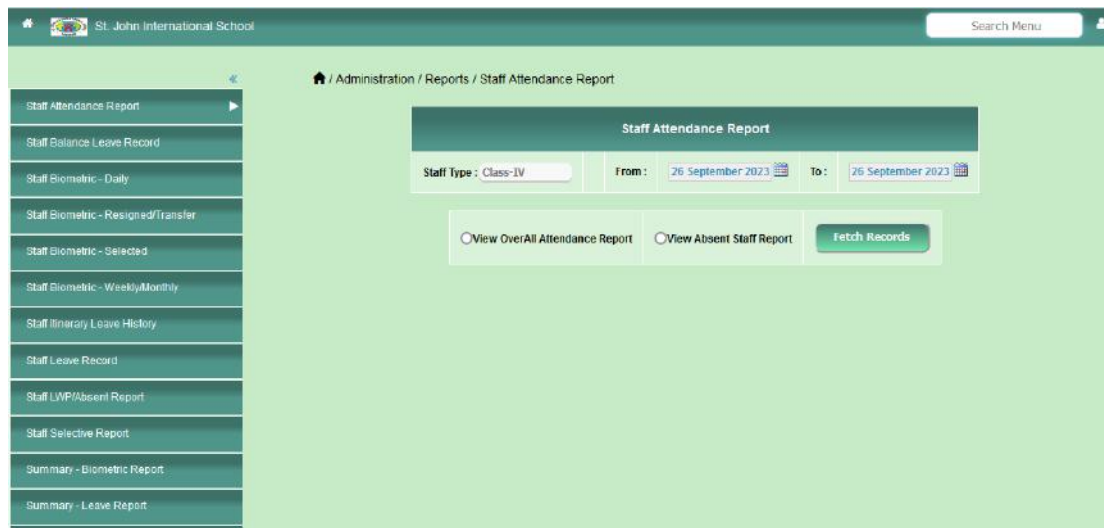 St. John International School
Search Menu
/ Administration / Reports / Staff Attendance Report
Staff Attendance Report
Staff Balance Leave Record
Staff Biometric - Daily
Staff Biometric - Resigned/Transfer
Staff Biometric - Selected
Staff Biometric - Weekly/Monthly
Staff Itinerary Leave History
Staff Leave Record
Staff LWP/Absent Report
Staff Selective Report
Summary - Biometric Report
Summary - Leave Report
Staff Attendance Report
Staff Type : Class-IV From : 26 September 2023 To : 26 September 2023
View OverAll Attendance Report View Absent Staff Report Fetch Records